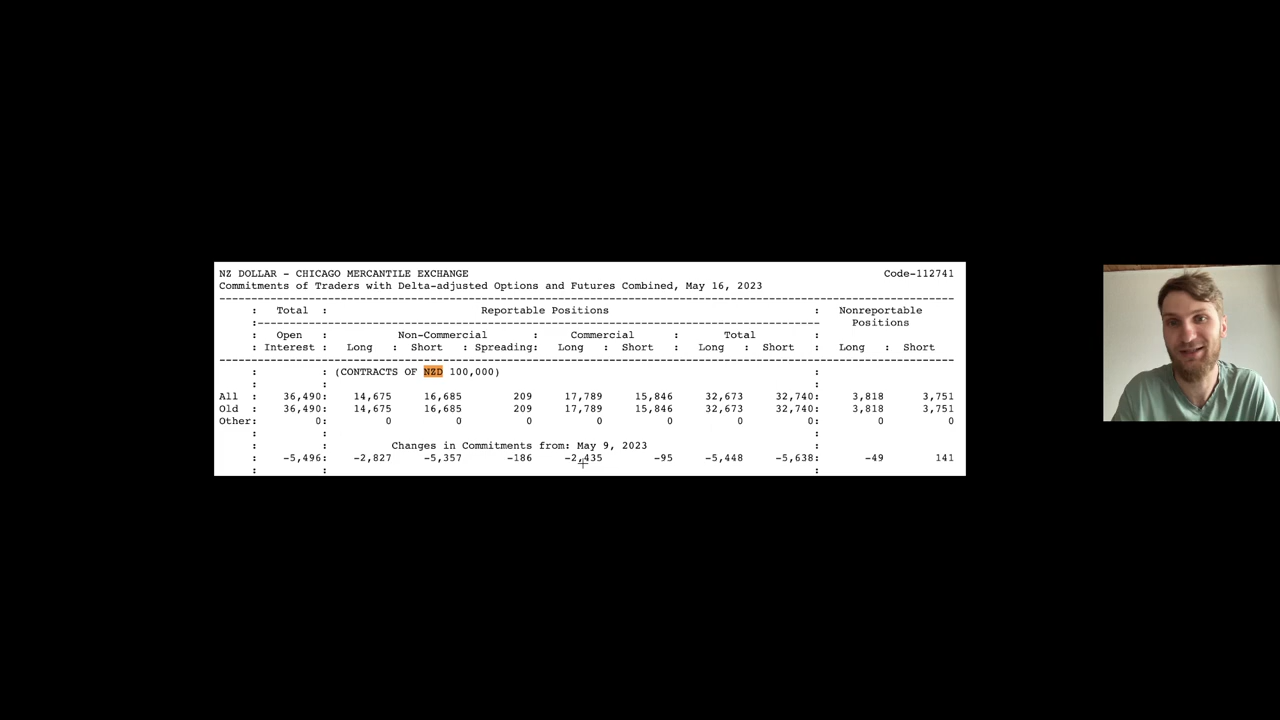 NZ DOLLAR - CHICAGO MERCANTILE EXCHANGE Code-112741
Commitments of Traders with Delta-adjusted Options and Futures Combined, May 16, 2023
--------------------------------------------------------------------------------
: Total : Reportable Positions : Nonreportable
:-------------------------------------------------------------------- Positions
: Open : Non-Commercial : Commercial : Total :
: Interest : Long : Short : Spreading: Long : Short : Long : Short : Long : Short
--------------------------------------------------------------------------------
: : (CONTRACTS OF NZD 100,000) :
: : :
All : 36,490: 14,675 16,685 209 17,789 15,846 32,673 32,740: 3,818 3,751
Old : 36,490: 14,675 16,685 209 17,789 15,846 32,673 32,740: 3,818 3,751
Other: 0: 0 0 0 0 0 0 0: 0 0
: : :
: : Changes in Commitments from: May 9, 2023 :
: -5,496: -2,827 -5,357 -186 -2,435 -95 -5,448 -5,638: -49 141
: : :